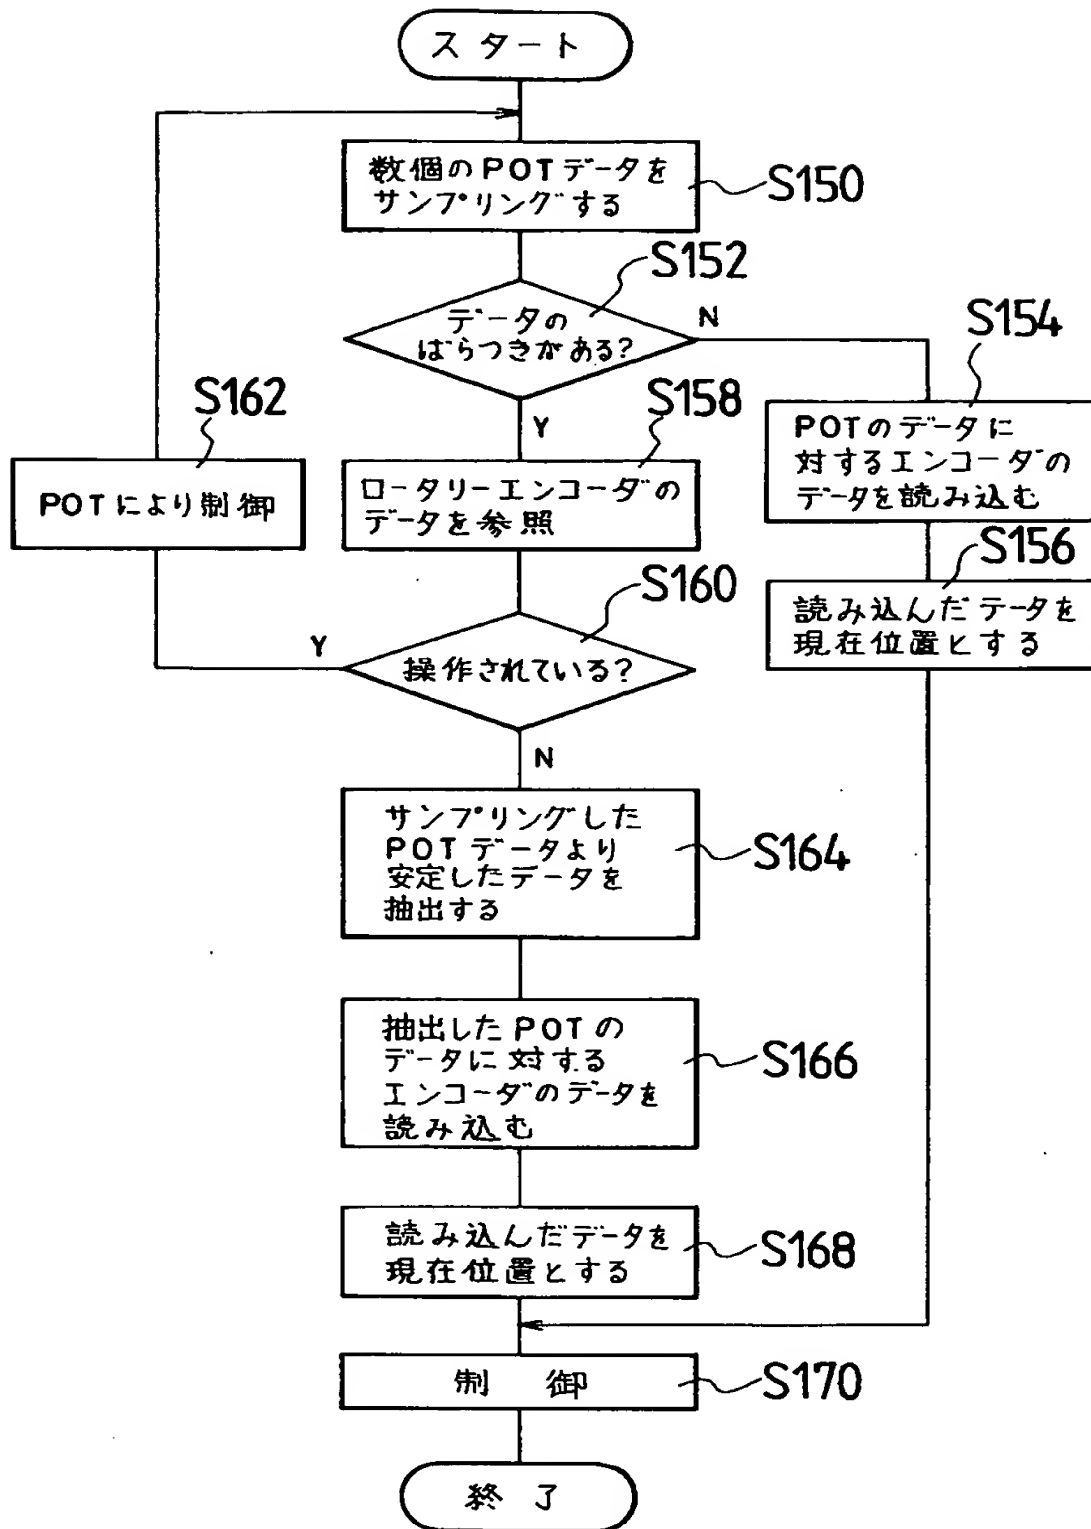 スタート
数個のPOTデータを
サンプリングする
S150
S152
データの
ばらつきがある?
N
S154
POTのデータに
対するエンコーダの
データを読み込む
S156
読み込んだデータを
現在位置とする
Y
S158
ロータリーエンコーダの
データを参照
S162
POTにより制御
S160
操作されている?
Y
N
サンプリングした
POTデータより
安定したデータを
抽出する
S164
抽出したPOTの
データに対する
エンコーダのデータを
読み込む
S166
読み込んだデータを
現在位置とする
S168
制 御
S170
終 了